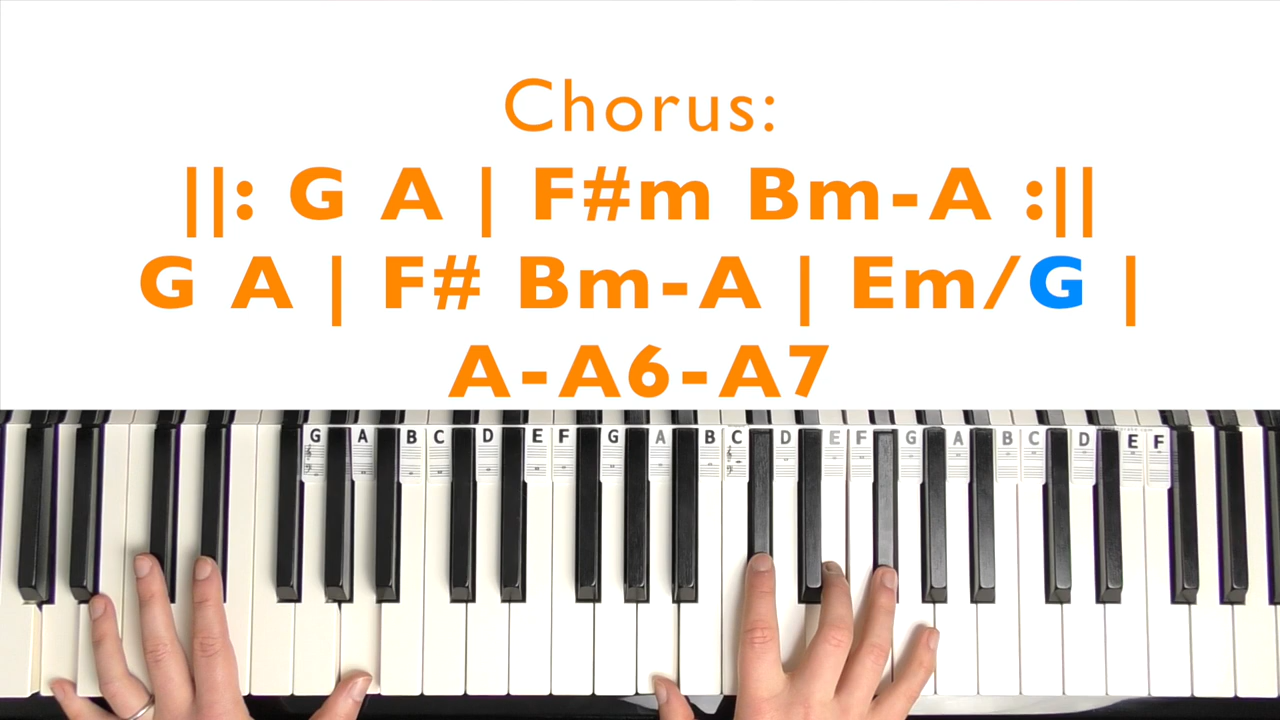 Chorus:
||: G A | F#m Bm-A :||
G A | F# Bm-A | Em/G |
A-A6-A7
G A B C D E F G A B C D E F G A B C D E F